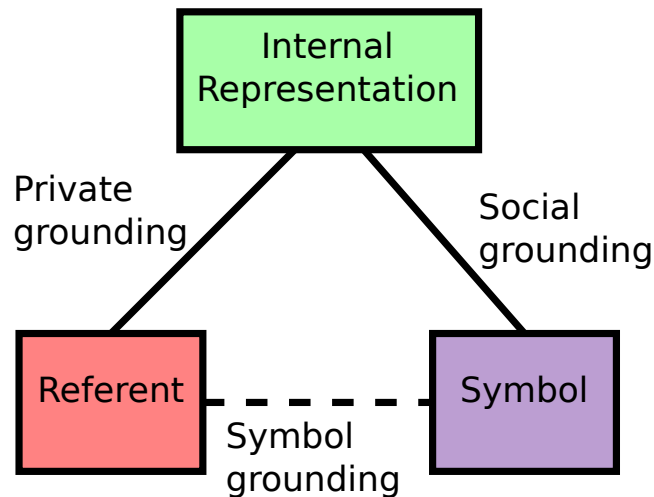 Internal
Representation
Private
grounding
Social
grounding
Referent
Symbol
Symbol
grounding